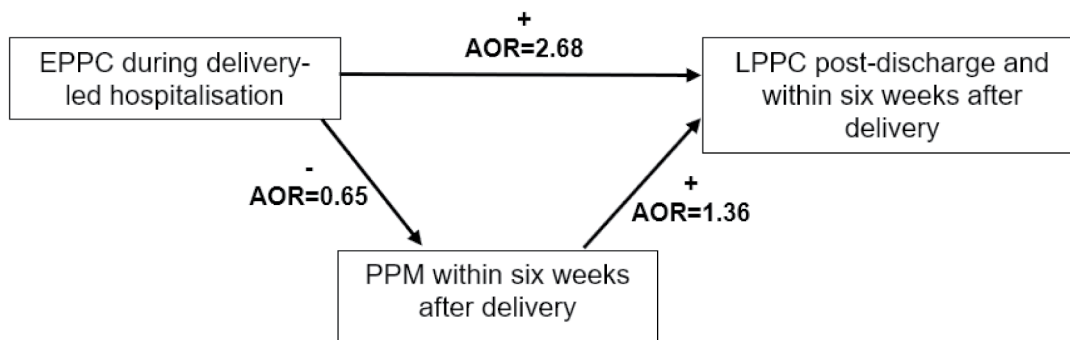 +
AOR=2.68
EPPC during delivery-
led hospitalisation
LPPC post-discharge and
within six weeks after
delivery
-
AOR=0.65
+
AOR=1.36
PPM within six weeks
after delivery